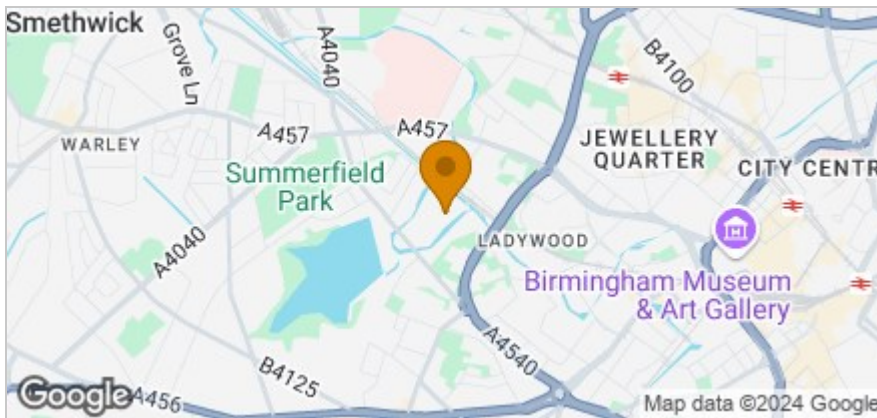 Smethwick
Grove Ln
A4040
B4100
WARLEY
A457
A457
JEWELLERY
QUARTER
CITY CENTR
Summerfield
Park
A4040
LADYWOOD
Birmingham Museum
& Art Gallery
B4125
A4540
A456
Google
Map data ©2024 Google